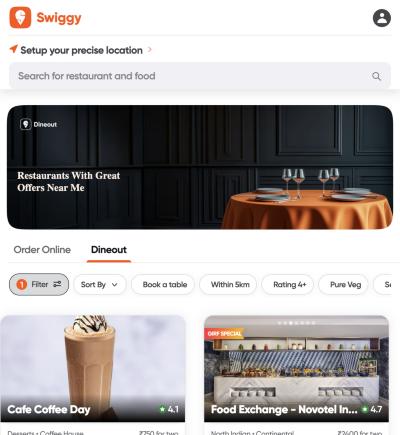 Swiggy
Setup your precise location
Search for restaurant and food
Dineout
Restaurants With Great
Offers Near Me
Order Online
Dineout
1 Filter
Sort By
Book a table
Within 5km
Rating 4+
Pure Veg
GIRF SPECIAL
Cafe Coffee Day
4.1
Food Exchange - Novotel In...
4.7
Desserts • Coffee House
₹750 for two
North Indian • Continental
₹2400 for two